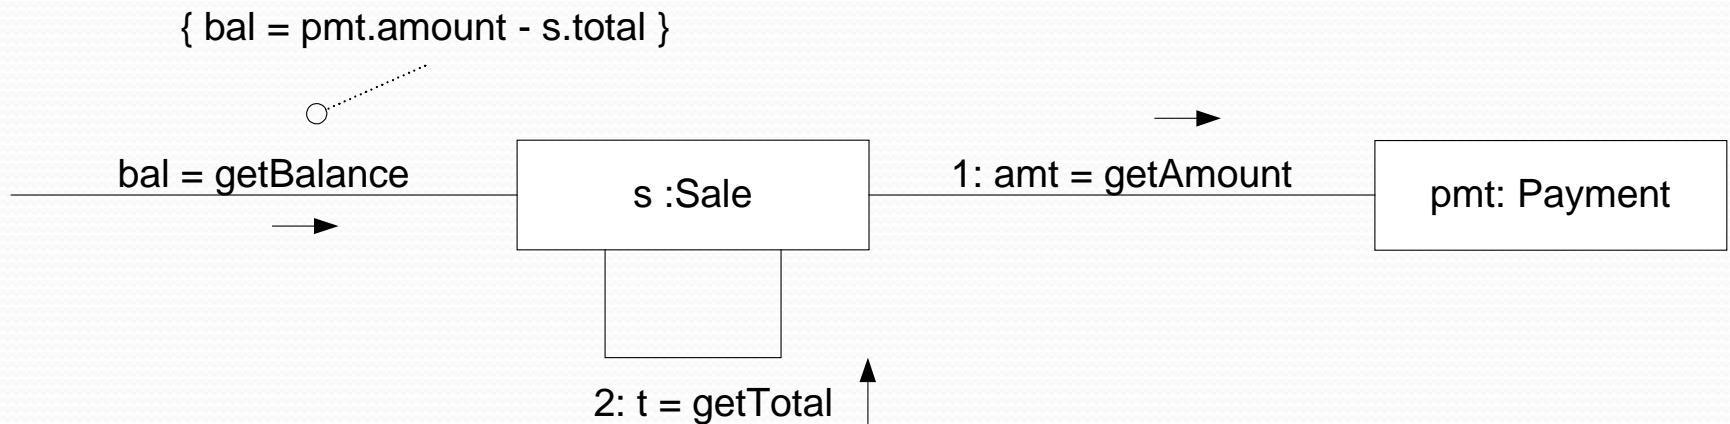 { bal = pmt.amount - s.total }
bal = getBalance
s :Sale
1: amt = getAmount
pmt: Payment
2: t = getTotal